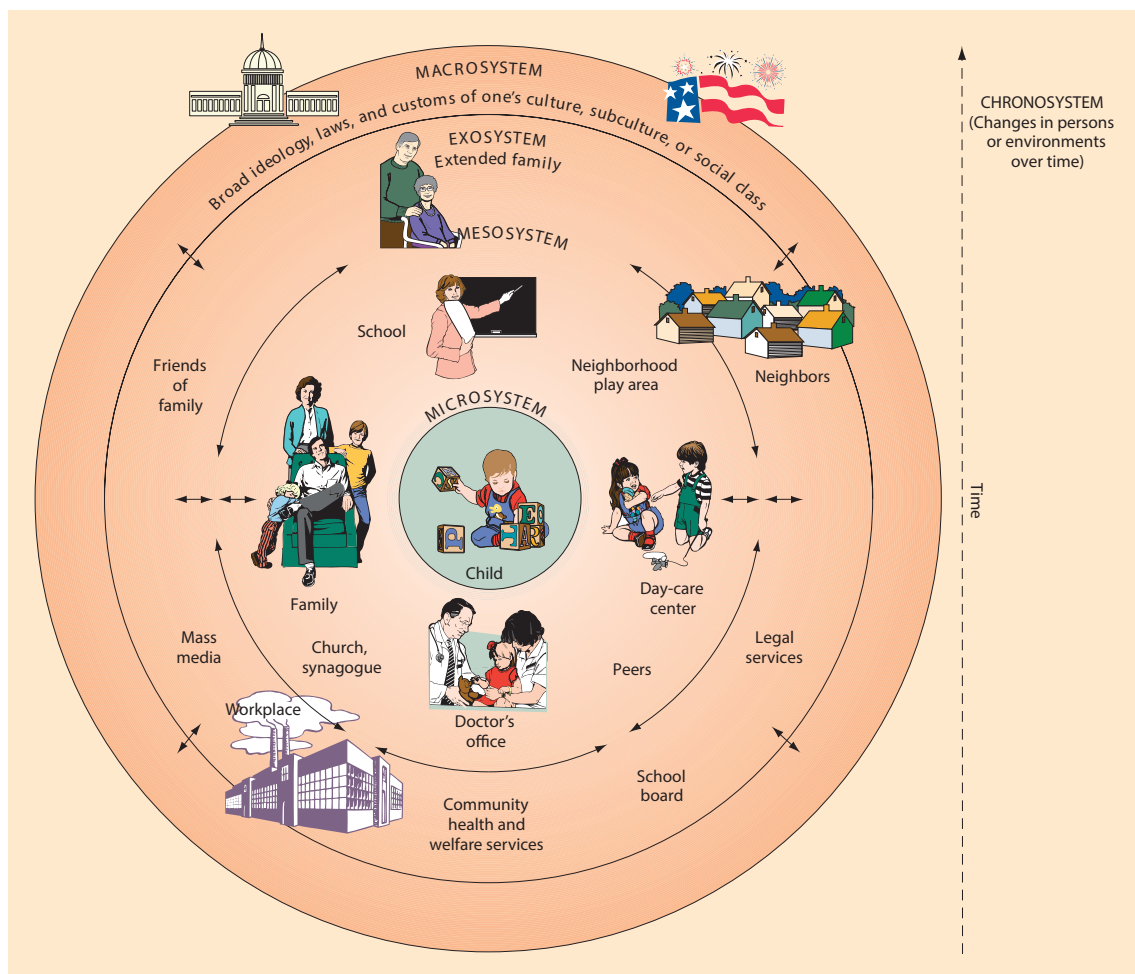 MACROSYSTEM
Broad ideology, laws, and customs of one’s culture, subculture, or social class
EXOSYSTEM
Extended family
MESOSYSTEM
School
Neighborhood
play area
Neighbors
Friends
of
family
MICROSYSTEM
Child
Family
Day-care
center
Mass
media
Church,
synagogue
Peers
Legal
services
Workplace
Doctor’s
office
School
board
Community
health and
welfare services
CHRONOSYSTEM
(Changes in persons
or environments
over time)
Time